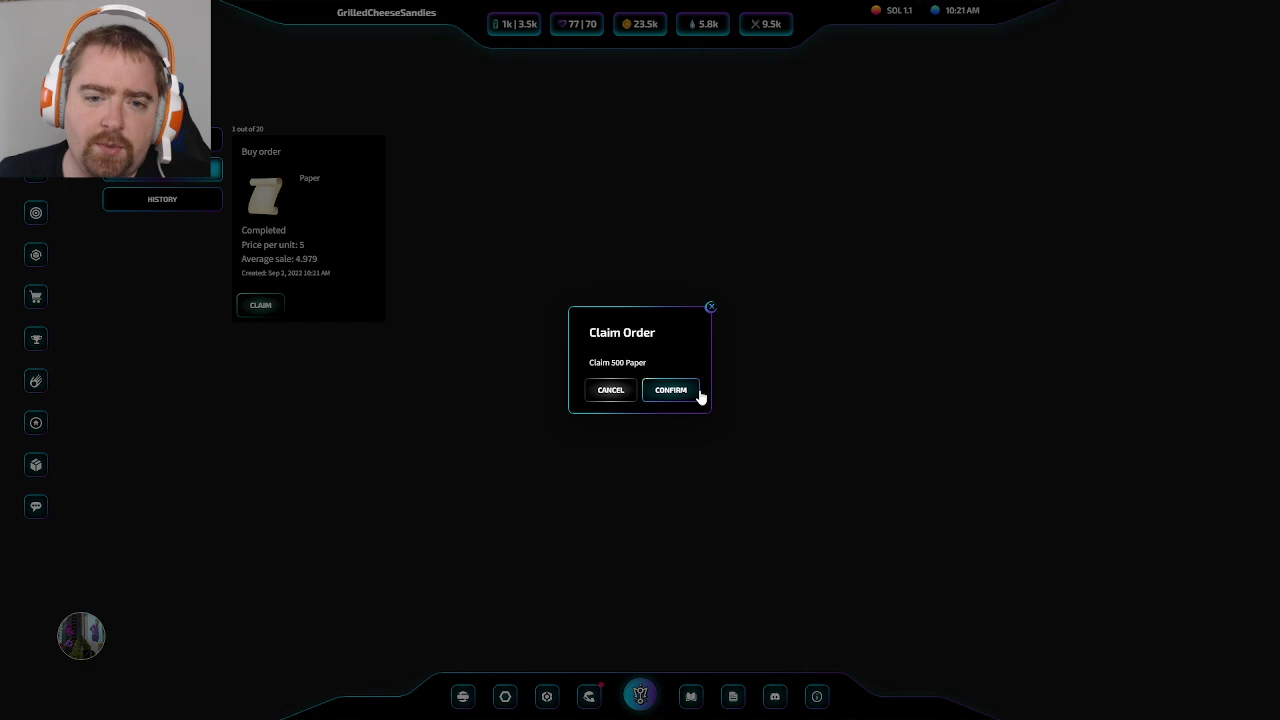 GrilledCheeseSandies
1k | 3.5k
77 | 70
23.5k
5.8k
9.5k
SOL 1.1
10:21 AM
1 out of 20
Buy order
Paper
HISTORY
Completed
Price per unit: 5
Average sale: 4.979
Created: Sep 2, 2022 10:21 AM
CLAIM
Claim Order
Claim 500 Paper
CANCEL
CONFIRM